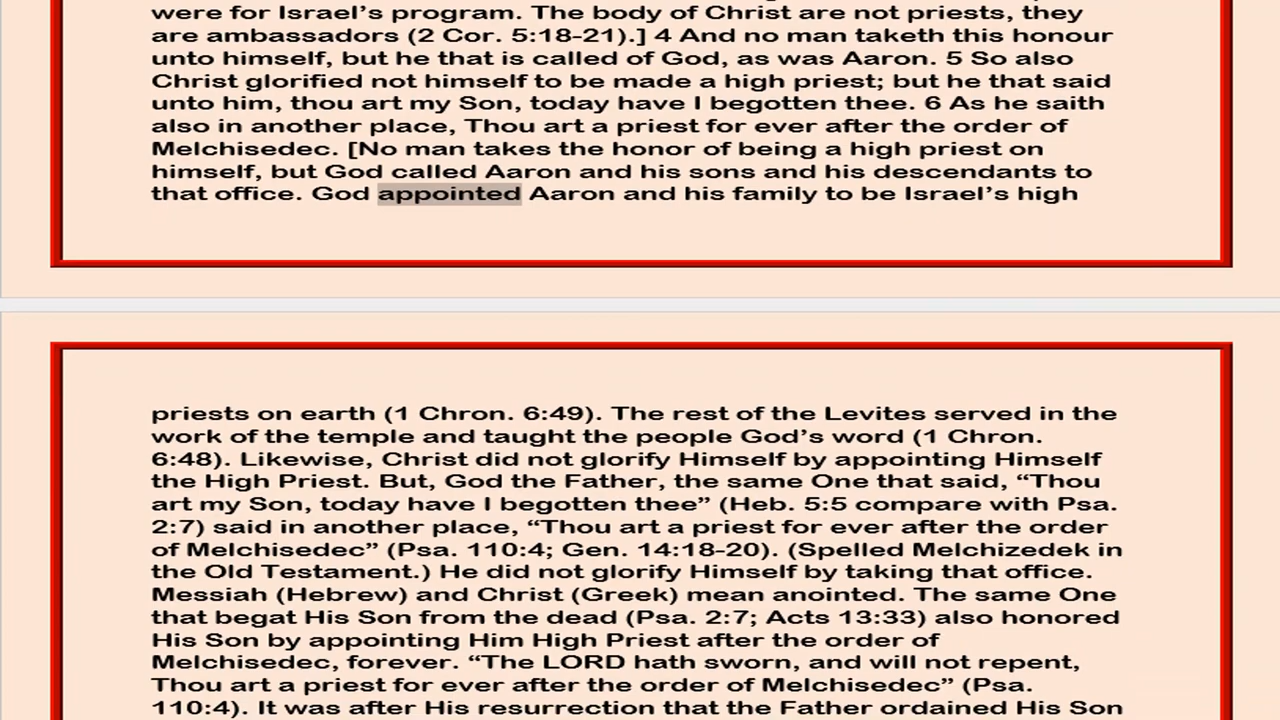 were for Israel's program. The body of Christ are not priests, they
are ambassadors (2 Cor. 5:18-21).] 4 And no man taketh this honour
unto himself, but he that is called of God, as was Aaron. 5 So also
Christ glorified not himself to be made a high priest; but he that said
unto him, thou art my Son, today have I begotten thee. 6 As he saith
also in another place, Thou art a priest for ever after the order of
Melchisedec. [No man takes the honor of being a high priest on
himself, but God called Aaron and his sons and his descendants to
that office. God appointed Aaron and his family to be Israel's high
priests on earth (1 Chron. 6:49). The rest of the Levites served in the
work of the temple and taught the people God's word (1 Chron.
6:48). Likewise, Christ did not glorify Himself by appointing Himself
the High Priest. But, God the Father, the same One that said, “Thou
art my Son, today have I begotten thee” (Heb. 5:5 compare with Psa.
2:7) said in another place, “Thou art a priest for ever after the order
of Melchisedec” (Psa. 110:4; Gen. 14:18-20). (Spelled Melchizedek in
the Old Testament.) He did not glorify Himself by taking that office.
Messiah (Hebrew) and Christ (Greek) mean anointed. The same One
that begat His Son from the dead (Psa. 2:7; Acts 13:33) also honored
His Son by appointing Him High Priest after the order of
Melchisedec, forever. “The LORD hath sworn, and will not repent,
Thou art a priest for ever after the order of Melchisedec” (Psa.
110:4). It was after His resurrection that the Father ordained His Son